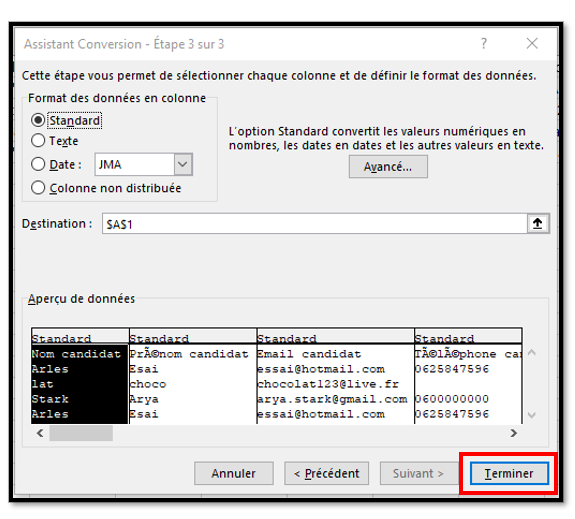 Assistant Conversion - Étape 3 sur 3
Cette étape vous permet de sélectionner chaque colonne et de définir le format des données.
Format des données en colonne
Standard
Texte
Date : JMA
Colonne non distribuée
L'option Standard convertit les valeurs numériques en
nombres, les dates en dates et les autres valeurs en texte.
Avancé...
Destination : $A$1
Aperçu de données
Standard Standard Standard Standard
Nom candidat PrÃ©nom candidat Email candidat TÃ©lÃ©phone ca
Arles Esai essai@hotmail.com 0625847596
lat choco chocolat123@live.fr
Stark Arya arya.stark@gmail.com 0600000000
Arles Esai essai@hotmail.com 0625847596
Annuler < Précédent Suivant > Terminer